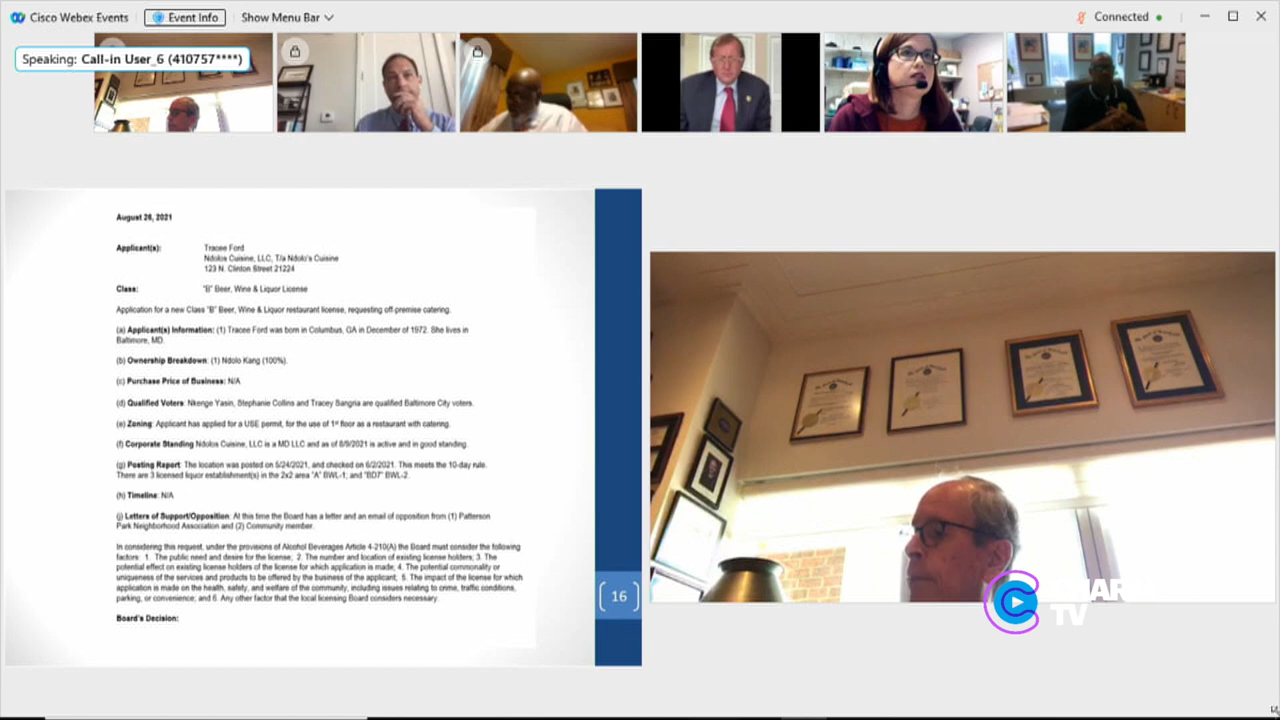 Cisco Webex Events
Event Info
Show Menu Bar
Connected
Speaking: Call-in User_6 (410757****)
August 26, 2021
Applicant(s): Tracee Ford
Ndolos Cuisine, LLC, T/a Ndolo's Cuisine
123 N. Clinton Street 21224
Class: "B" Beer, Wine & Liquor License
Application for a new Class "B" Beer, Wine & Liquor restaurant license, requesting off-premise catering.
(a) Applicant(s) Information: (1) Tracee Ford was born in Columbus, GA in December of 1972. She lives in
Baltimore, MD.
(b) Ownership Breakdown: (1) Ndolo Kang (100%).
(c) Purchase Price of Business: N/A
(d) Qualified Voters: Nkenge Yasin, Stephanie Collins and Tracey Sangria are qualified Baltimore City voters.
(e) Zoning: Applicant has applied for a USE permit, for the use of 1st floor as a restaurant with catering.
(f) Corporate Standing Ndolos Cuisine, LLC is a MD LLC and as of 8/9/2021 is active and in good standing.
(g) Posting Report: The location was posted on 5/24/2021, and checked on 6/2/2021. This meets the 10-day rule.
There are 3 licensed liquor establishment(s) in the 2x2 area "A" BWL-1; and "BD7" BWL-2.
(h) Timeline: N/A
(j) Letters of Support/Opposition: At this time the Board has a letter and an email of opposition from (1) Patterson
Park Neighborhood Association and (2) Community member.
In considering this request, under the provisions of Alcohol Beverages Article 4-210(A) the Board must consider the following
factors: 1. The public need and desire for the license; 2. The number and location of existing license holders; 3. The
potential effect on existing license holders of the license for which application is made; 4. The potential commonality or
uniqueness of the services and products to be offered by the business of the applicant; 5. The impact of the license for which
application is made on the health, safety, and welfare of the community, including issues relating to crime, traffic conditions,
parking, or convenience; and 6. Any other factor that the local licensing Board considers necessary.
Board's Decision:
16
TV